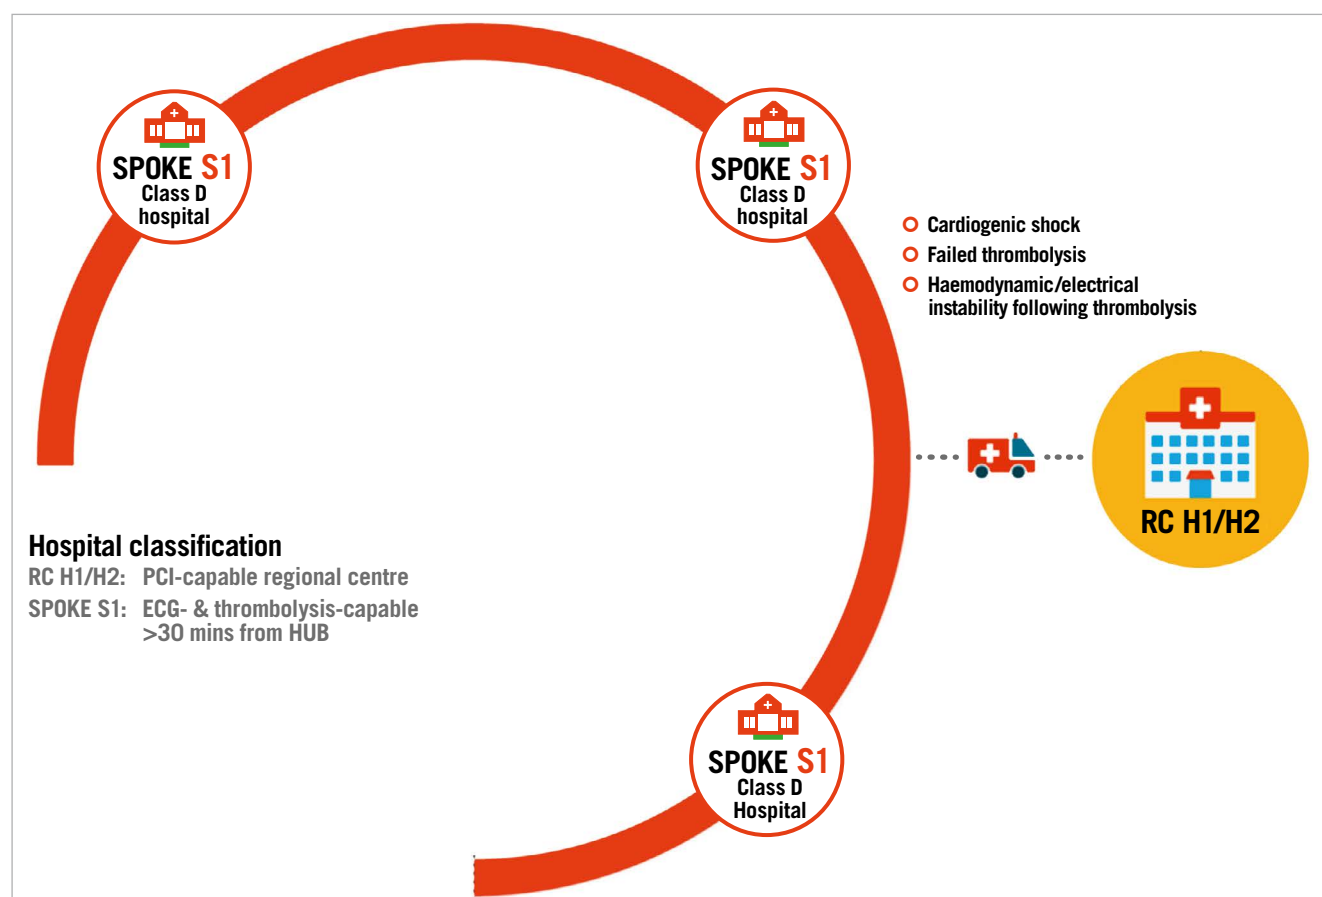 SPOKE S1
Class D
hospital
SPOKE S1
Class D
hospital
Cardiogenic shock
Failed thrombolysis
Haemodynamic/electrical
instability following thrombolysis
RC H1/H2
Hospital classification
RC H1/H2: PCI-capable regional centre
SPOKE S1: ECG- & thrombolysis-capable
>30 mins from HUB
SPOKE S1
Class D
Hospital